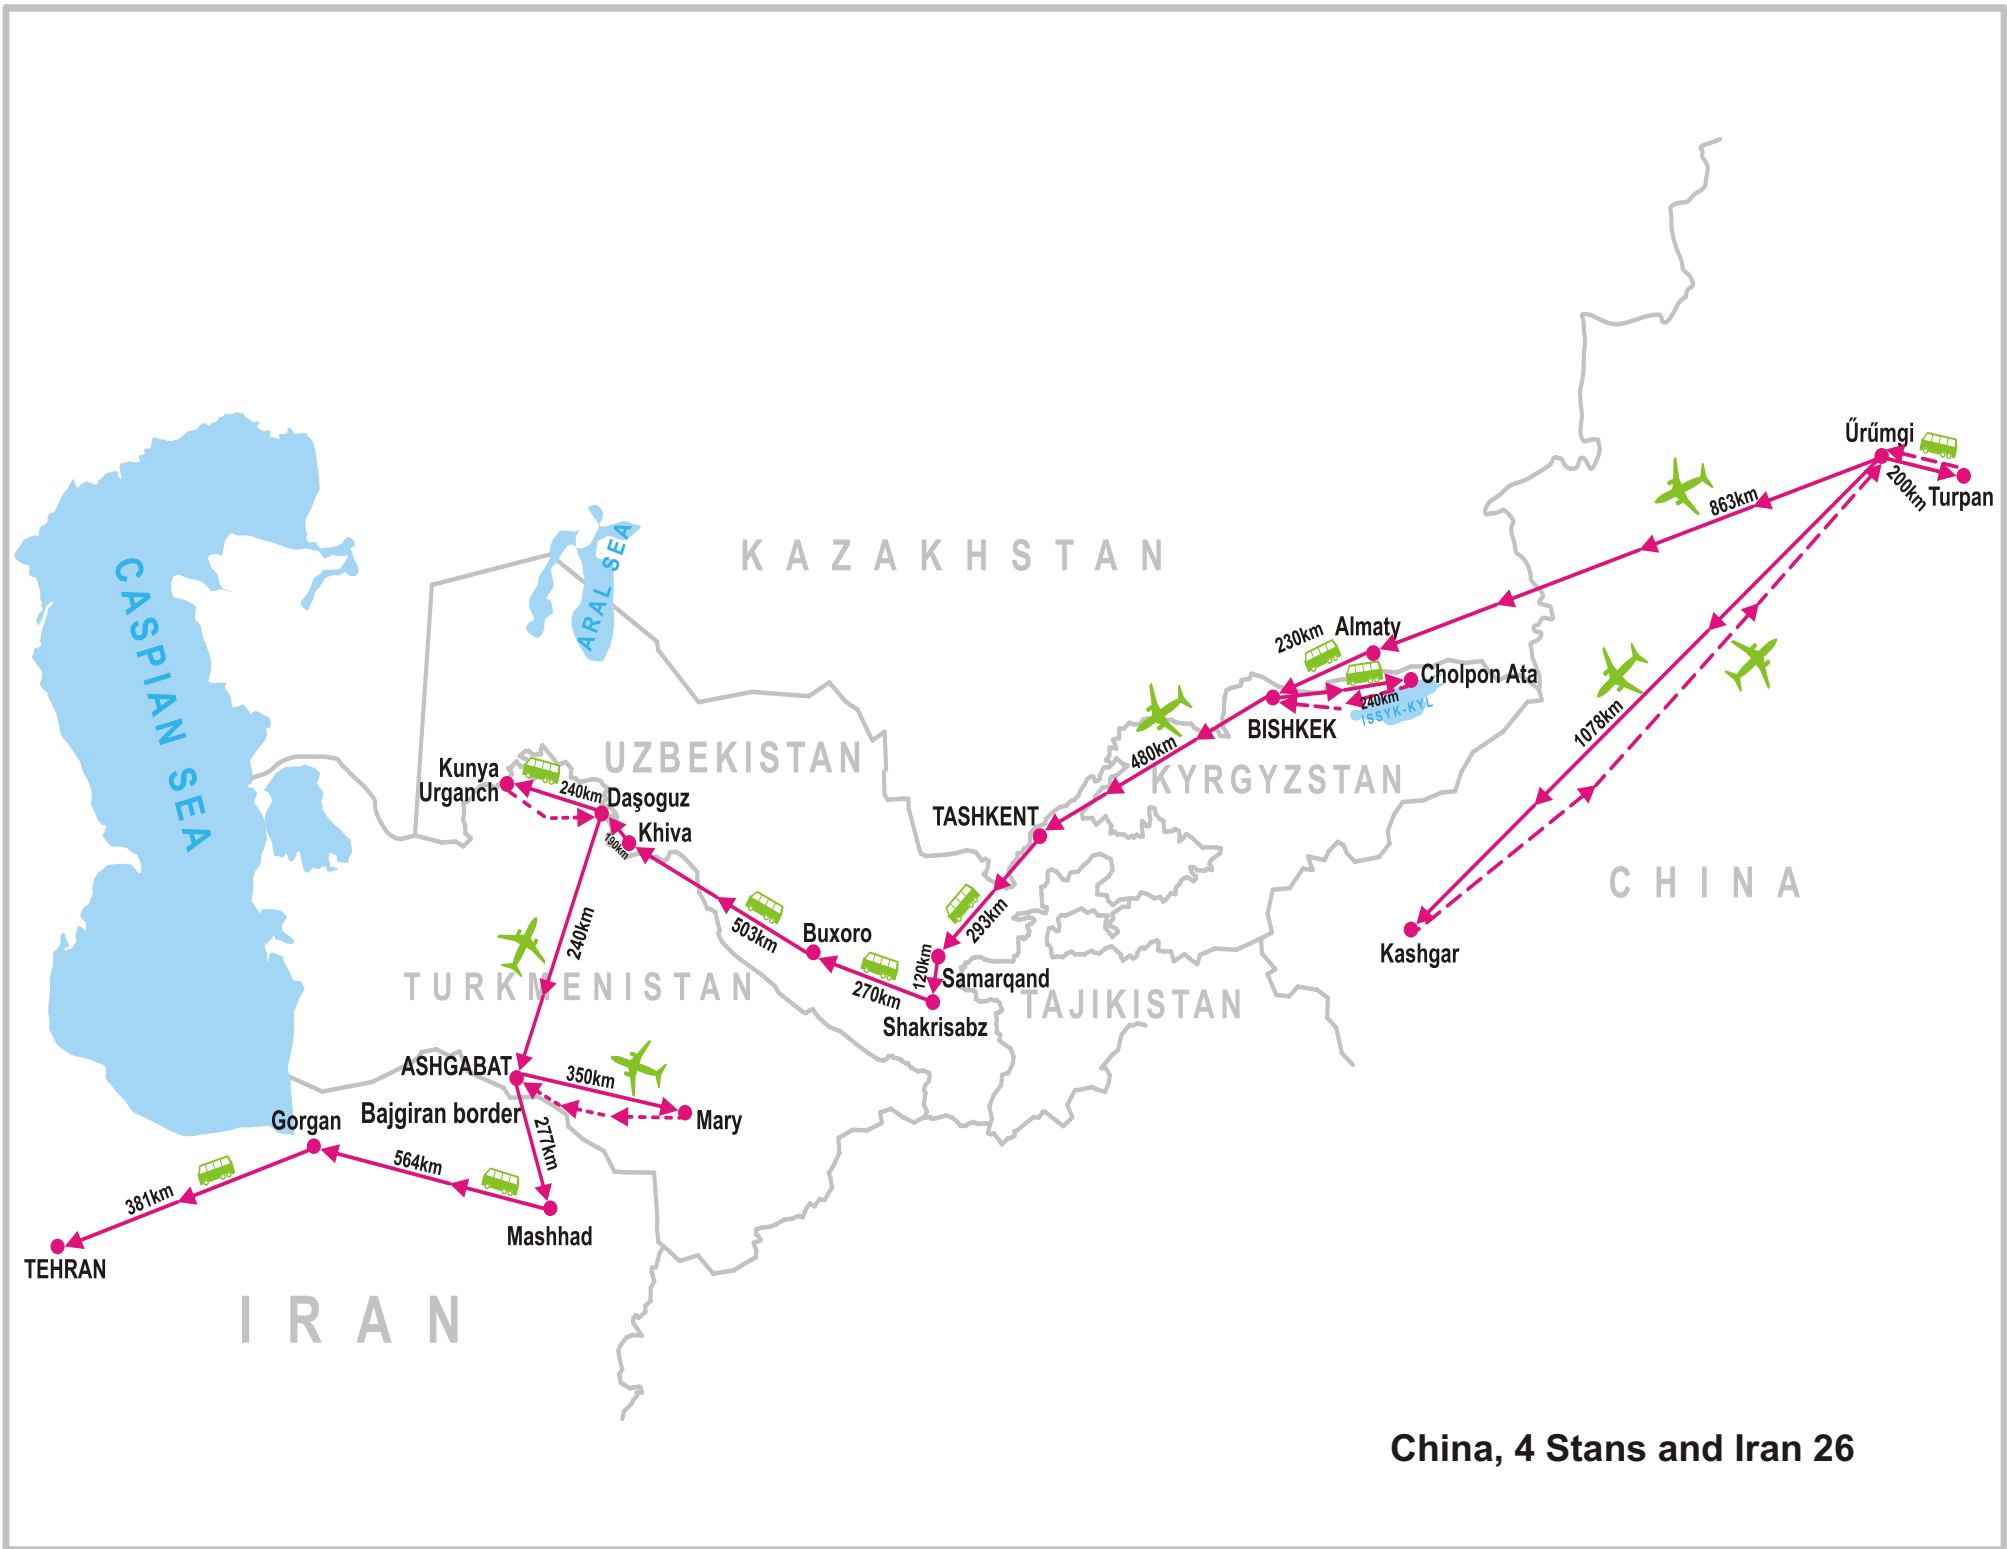 Űrűmgi
200km
Turpan
863km
KAZAKHSTAN
CASPIAN SEA
ARAL SEA
Almaty
230km
Cholpon Ata
240km
ISSYK-KYL
BISHKEK
1078km
480km
UZBEKISTAN
KYRGYZSTAN
Kunya
Urganch
240km
Daşoguz
TASHKENT
Khiva
190km
CHINA
503km
Buxoro
293km
Kashgar
240km
120km
Samarqand
270km
TURKMENISTAN
TAJIKISTAN
Shakrisabz
ASHGABAT
350km
Bajgiran border
Mary
Gorgan
277km
564km
381km
Mashhad
TEHRAN
IRAN
China, 4 Stans and Iran 26